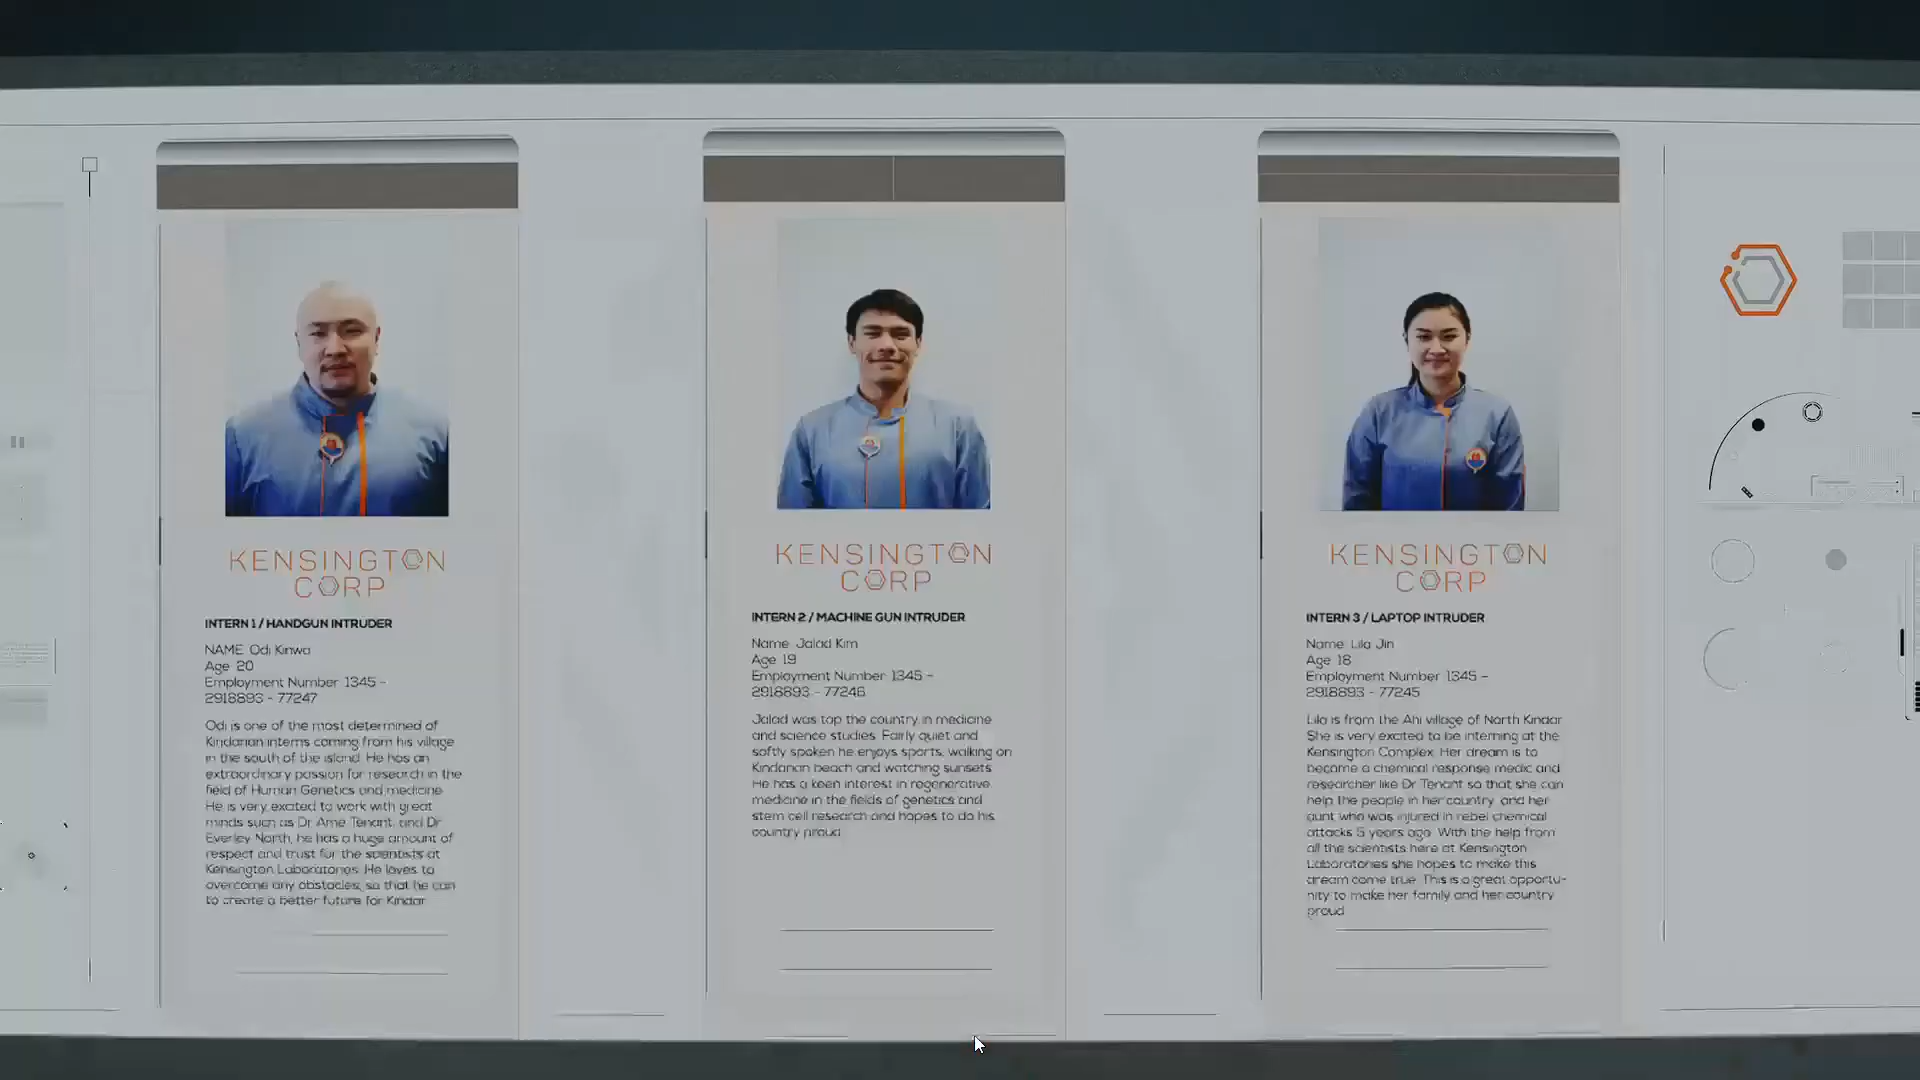 KENSINGTON
CORP
INTERN 1 / HANDGUN INTRUDER
NAME Odi Kinwa
Age 20
Employment Number 1345 -
2918893 - 77247
Odi is one of the most determined of
Kindarian interns coming from his village
in the south of the island. He has an
extraordinary passion for research in the
field of Human Genetics and medicine.
He is very excited to work with great
minds such as Dr Ame Tenant, and Dr
Everley North, he has a huge amount of
respect and trust for the scientists at
Kensington Laboratories. He loves to
overcome any obstacles, so that he can
to create a better future for Kindar
KENSINGTON
CORP
INTERN 2 / MACHINE GUN INTRUDER
Name Jalad Kim
Age 19
Employment Number 1345 -
2918893 - 77246
Jalad was top the country in medicine
and science studies. Fairly quiet and
softly spoken he enjoys sports, walking on
Kindarian beach and watching sunsets
He has a keen interest in regenerative
medicine in the fields of genetics and
stem cell research and hopes to do his
country proud
KENSINGTON
CORP
INTERN 3 / LAPTOP INTRUDER
Name Lila Jin
Age 18
Employment Number 1345 -
2918893 - 77245
Lila is from the Ahi village of North Kindar
She is very excited to be interning at the
Kensington Complex. Her dream is to
become a chemical response medic and
researcher like Dr Tenant so that she can
help the people in her country, and her
aunt who was injured in rebel chemical
attacks 5 years ago. With the help from
all the scientists here at Kensington
Laboratories she hopes to make this
dream come true. This is a great opportu-
nity to make her family and her country
proud